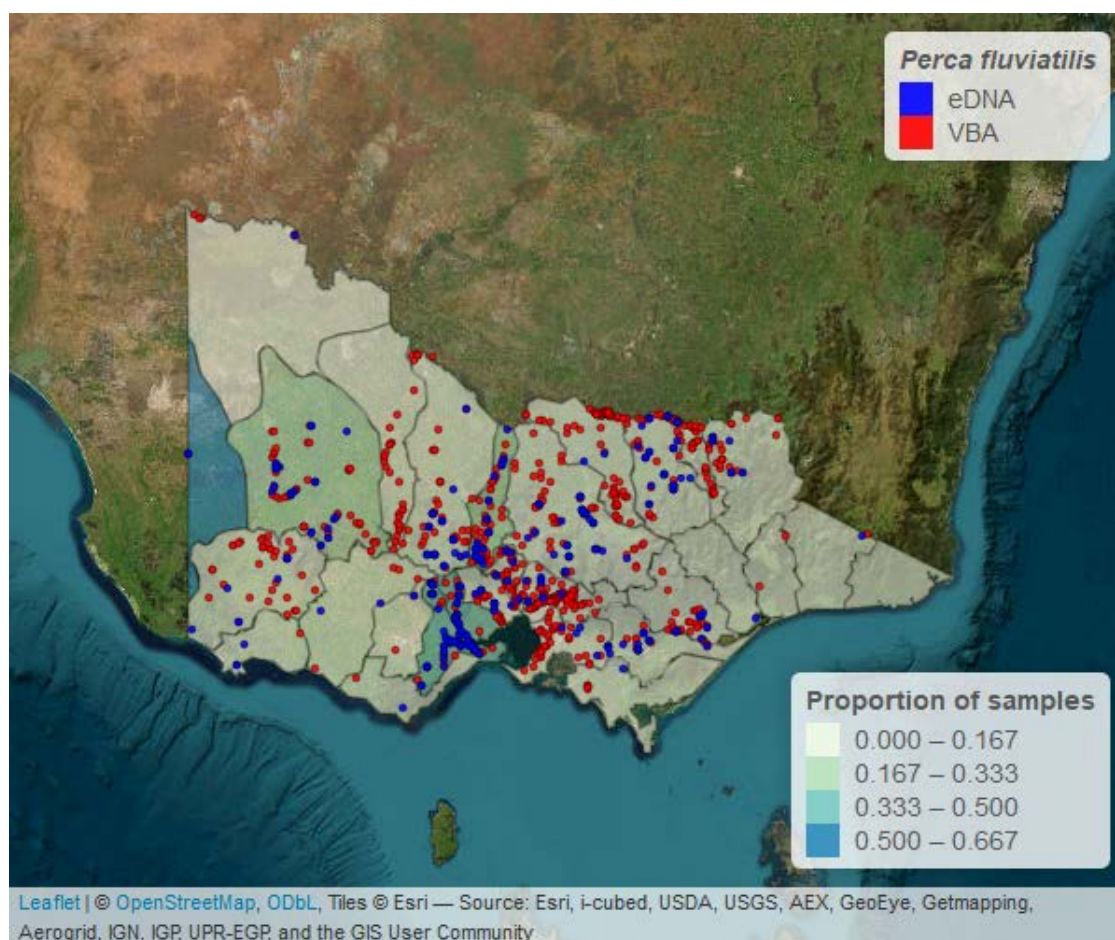 Perca fluviatilis
eDNA
VBA
Proportion of samples
0.000 – 0.167
0.167 – 0.333
0.333 – 0.500
0.500 – 0.667
Leaflet | © OpenStreetMap, ODbL, Tiles © Esri — Source: Esri, i-cubed, USDA, USGS, AEX, GeoEye, Getmapping,
Aerogrid, IGN, IGP, UPR-EGP, and the GIS User Community